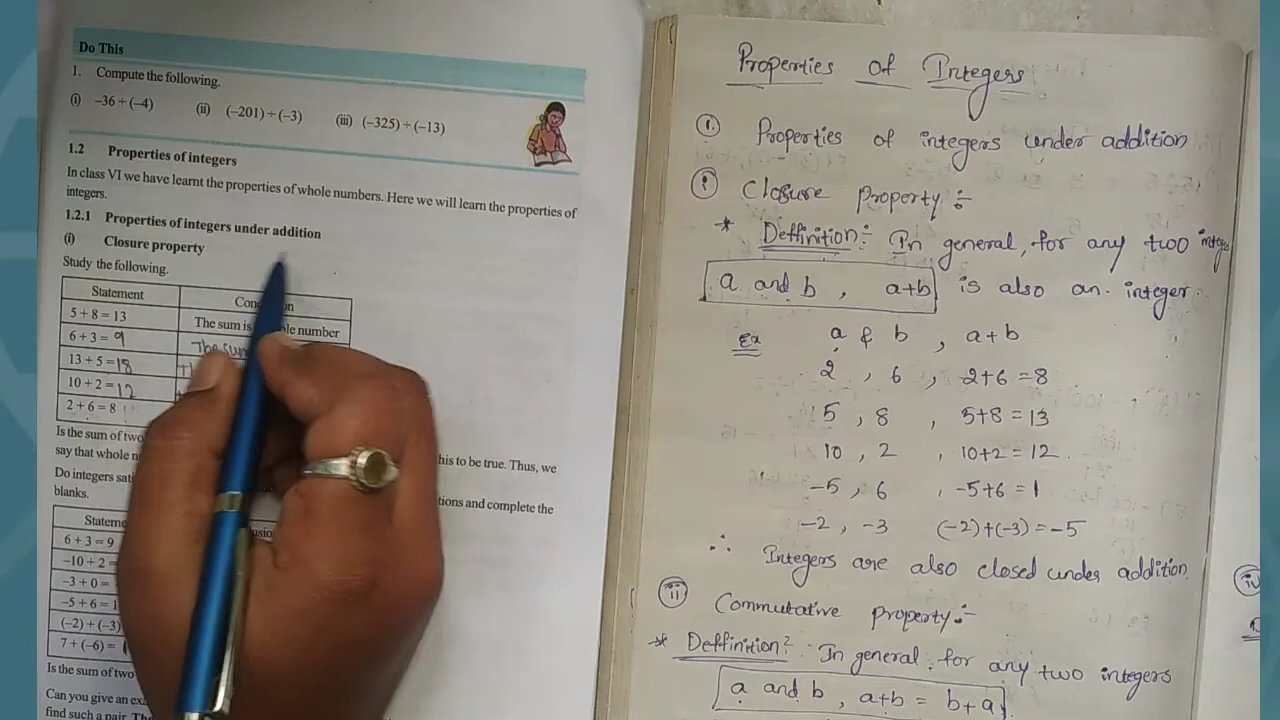 Do This
1. Compute the following.
(i) –36 ÷ (–4) (ii) (–201) ÷ (–3) (iii) (–325) ÷ (–13)
1.2 Properties of integers
In class VI we have learnt the properties of whole numbers. Here we will learn the properties of
integers.
1.2.1 Properties of integers under addition
(i) Closure property
Study the following.
Statement
5 + 8 = 13 The sum is number
6 + 3 = 9 The sum
13 + 5 = 18
10 + 2 = 12
2 + 6 = 8
Is the sum of two his to be true. Thus, we
say that whole
Do integers tions and complete the
blanks.
6 + 3 = 9
–10 + 2 =
–3 + 0 =
–5 + 6 = 1
(–2) + (–3)
7 + (–6) =
Is the sum of two
Can you give an
find such a pair.
Properties of Integers
1. Properties of integers under addition
i Closure Property :-
* Deffinition: In general, for any two
a and b , a+b is also an integer.
Ex a & b , a+b
2 , 6 , 2+6 = 8
5 , 8 , 5+8 = 13
10 , 2 , 10+2 = 12
-5 , 6 , -5+6 = 1
-2 , -3 (-2)+(-3) = -5
∴ Integers are also closed under addition.
ii Commutative property:-
* Deffinition: In general, for any two integers
a and b , a+b = b+a
iv